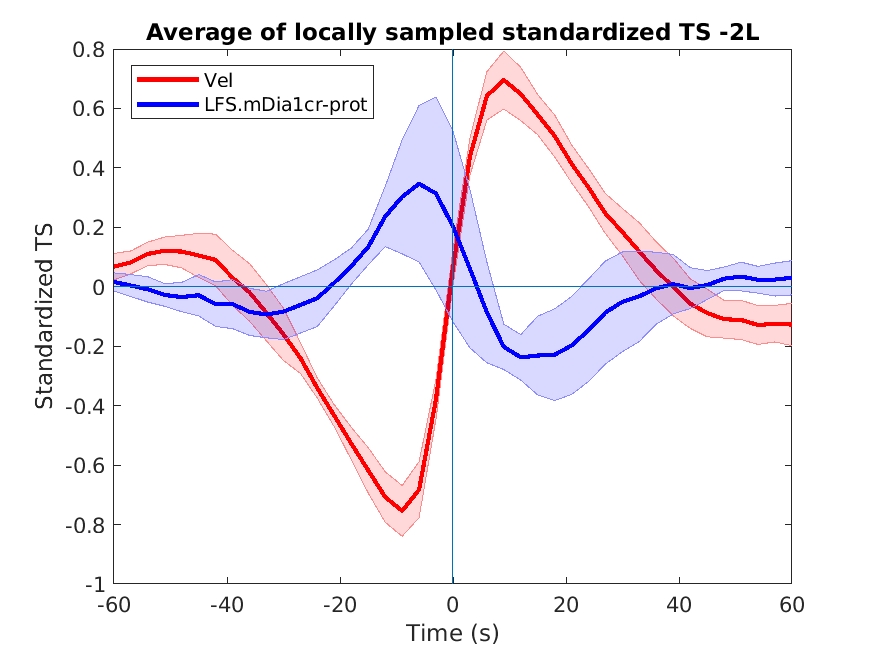 Average of locally sampled standardized TS -2L
Vel
LFS.mDia1cr-prot
0.8
0.6
0.4
0.2
0
-0.2
-0.4
-0.6
-0.8
-1
Standardized TS
-60 -40 -20 0 20 40 60
Time (s)